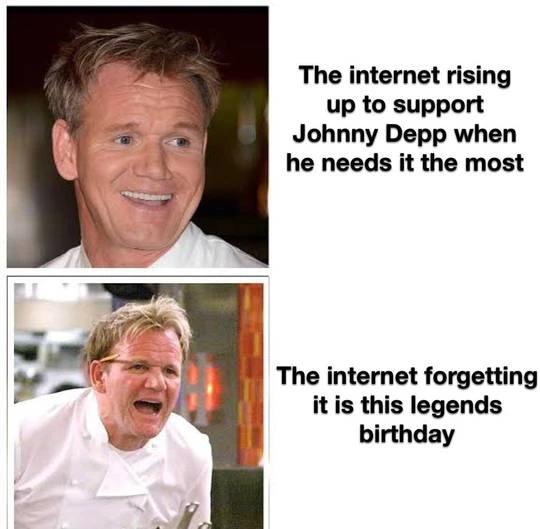 The internet rising
up to support
Johnny Depp when
he needs it the most
The internet forgetting
it is this legends
birthday